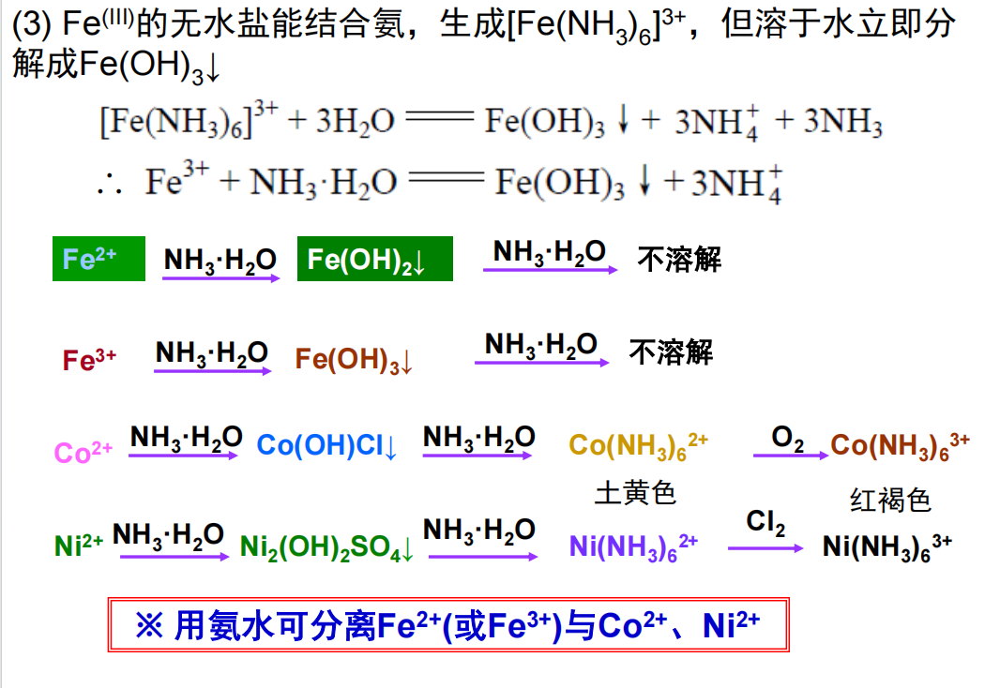 (3) Fe(III)的无水盐能结合氨，生成[Fe(NH₃)₆]³⁺，但溶于水立即分
解成Fe(OH)₃↓
[Fe(NH₃)₆]³⁺ + 3H₂O ══ Fe(OH)₃↓ + 3NH₄⁺ + 3NH₃
∴ Fe³⁺ + NH₃·H₂O ══ Fe(OH)₃↓ + 3NH₄⁺
Fe²⁺ NH₃·H₂O Fe(OH)₂↓ NH₃·H₂O 不溶解
Fe³⁺ NH₃·H₂O Fe(OH)₃↓ NH₃·H₂O 不溶解
Co²⁺ NH₃·H₂O Co(OH)Cl↓ NH₃·H₂O Co(NH₃)₆²⁺ O₂ Co(NH₃)₆³⁺
土黄色 红褐色
Ni²⁺ NH₃·H₂O Ni₂(OH)₂SO₄↓ NH₃·H₂O Ni(NH₃)₆²⁺ Cl₂ Ni(NH₃)₆³⁺
※ 用氨水可分离Fe²⁺(或Fe³⁺)与Co²⁺、Ni²⁺